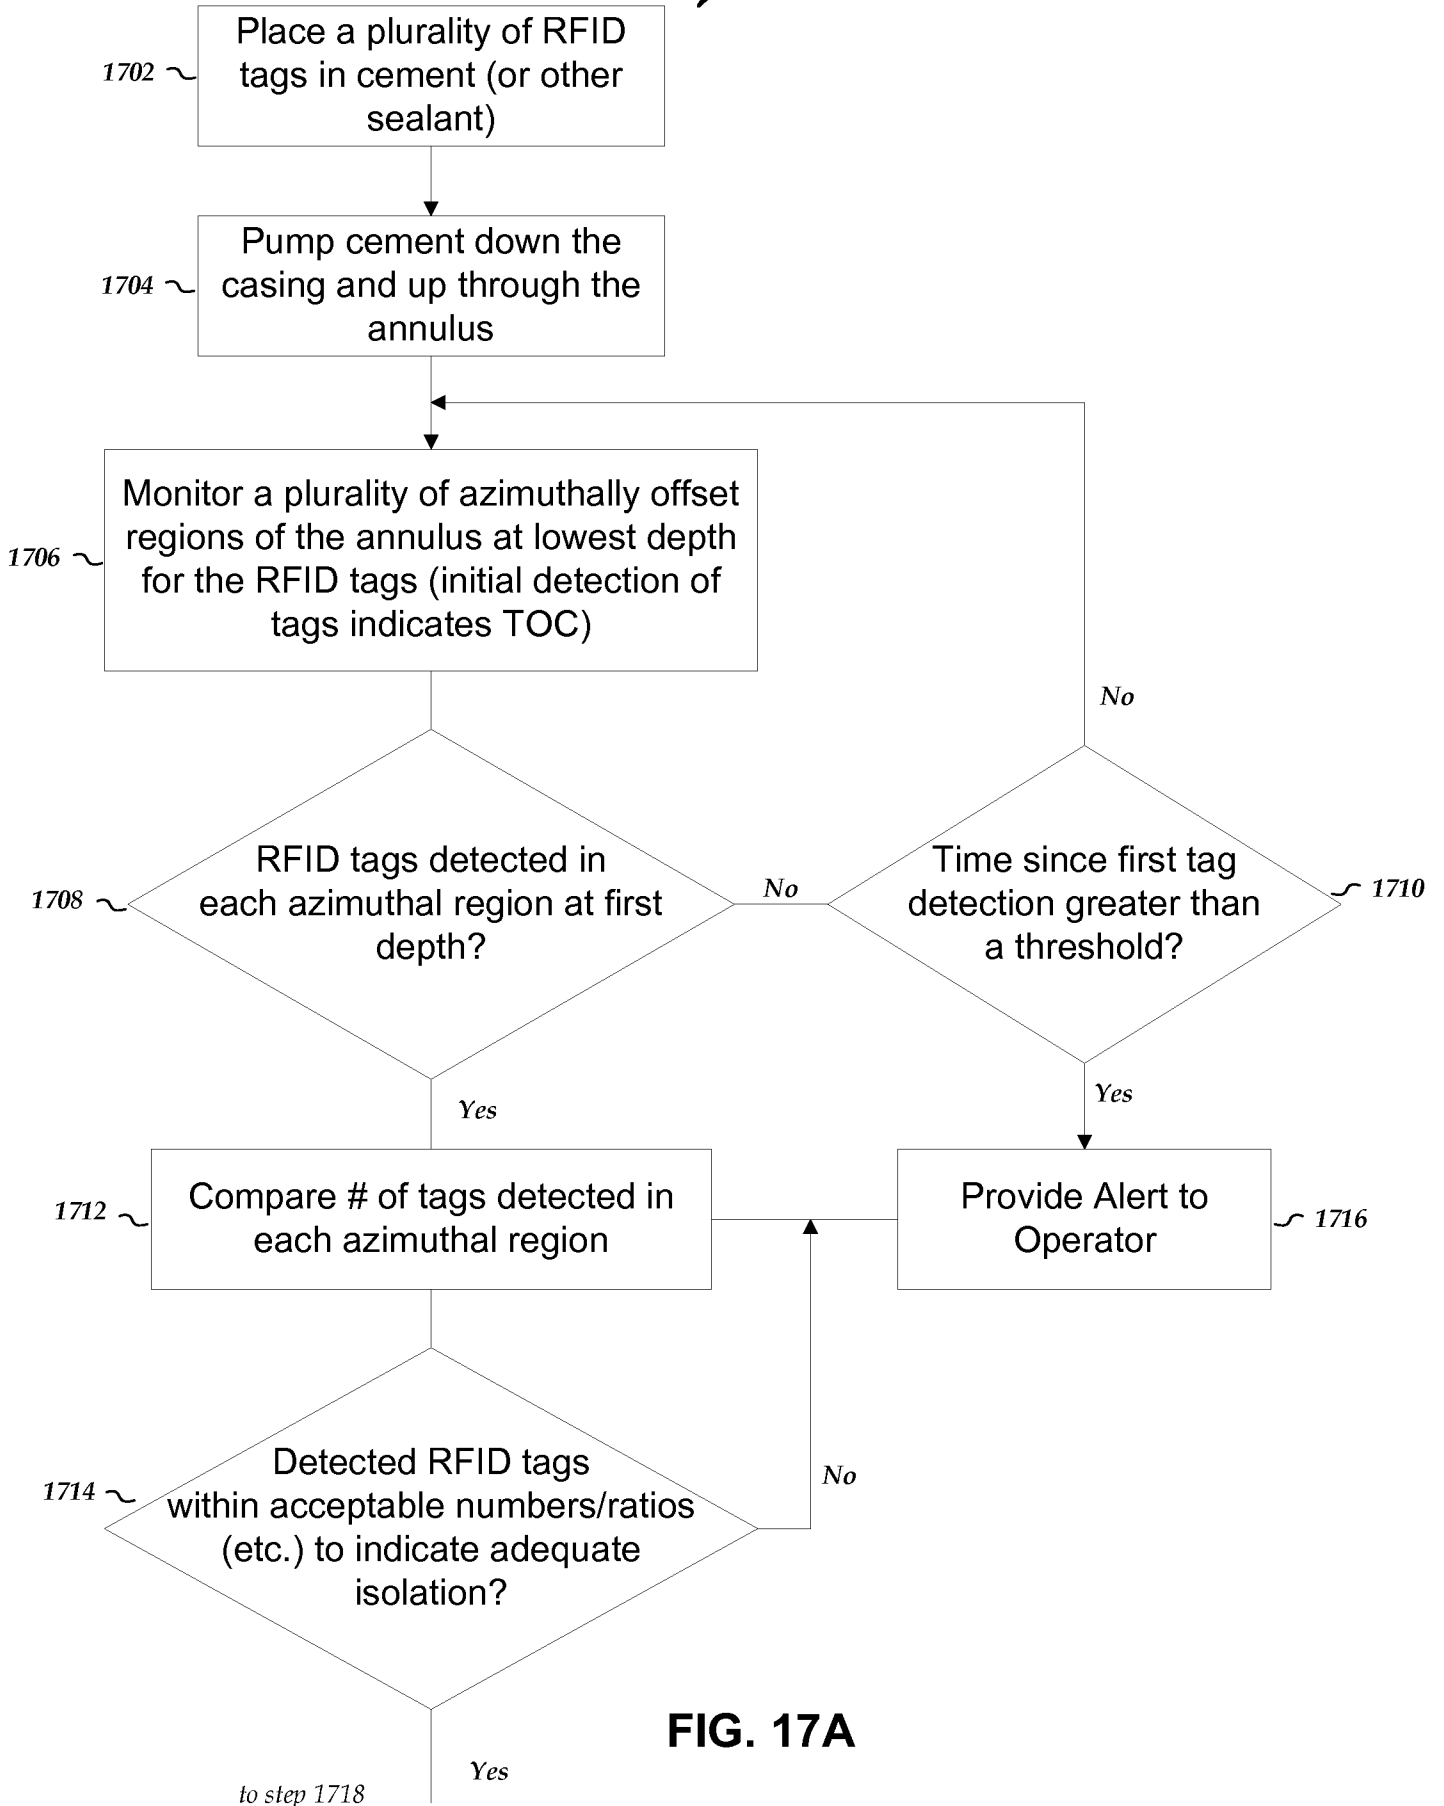 Place a plurality of RFID
tags in cement (or other
sealant)
1702
Pump cement down the
casing and up through the
annulus
1704
Monitor a plurality of azimuthally offset
regions of the annulus at lowest depth
for the RFID tags (initial detection of
tags indicates TOC)
1706
No
RFID tags detected in
each azimuthal region at first
depth?
1708
No
Time since first tag
detection greater than
a threshold?
1710
Yes
Yes
Compare # of tags detected in
each azimuthal region
1712
Provide Alert to
Operator
1716
Detected RFID tags
within acceptable numbers/ratios
(etc.) to indicate adequate
isolation?
1714
No
FIG. 17A
Yes
to step 1718